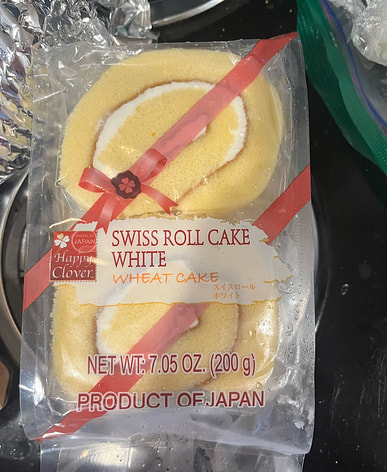 JAPAN
Happy
Clover
SWISS ROLL CAKE
WHITE
WHEAT CAKE
スイスロール
ホワイト
NET WT: 7.05 OZ. (200 g)
PRODUCT OF JAPAN